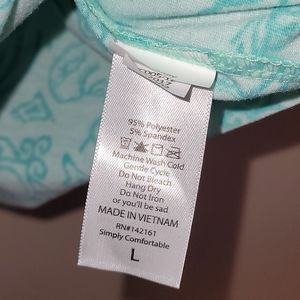 95% Polyester
5% Spandex
Machine Wash Cold
Gentle Cycle
Do Not Bleach
Hang Dry
Do Not Iron
or you'll be sad
MADE IN VIETNAM
RN#142161
Simply Comfortable
L